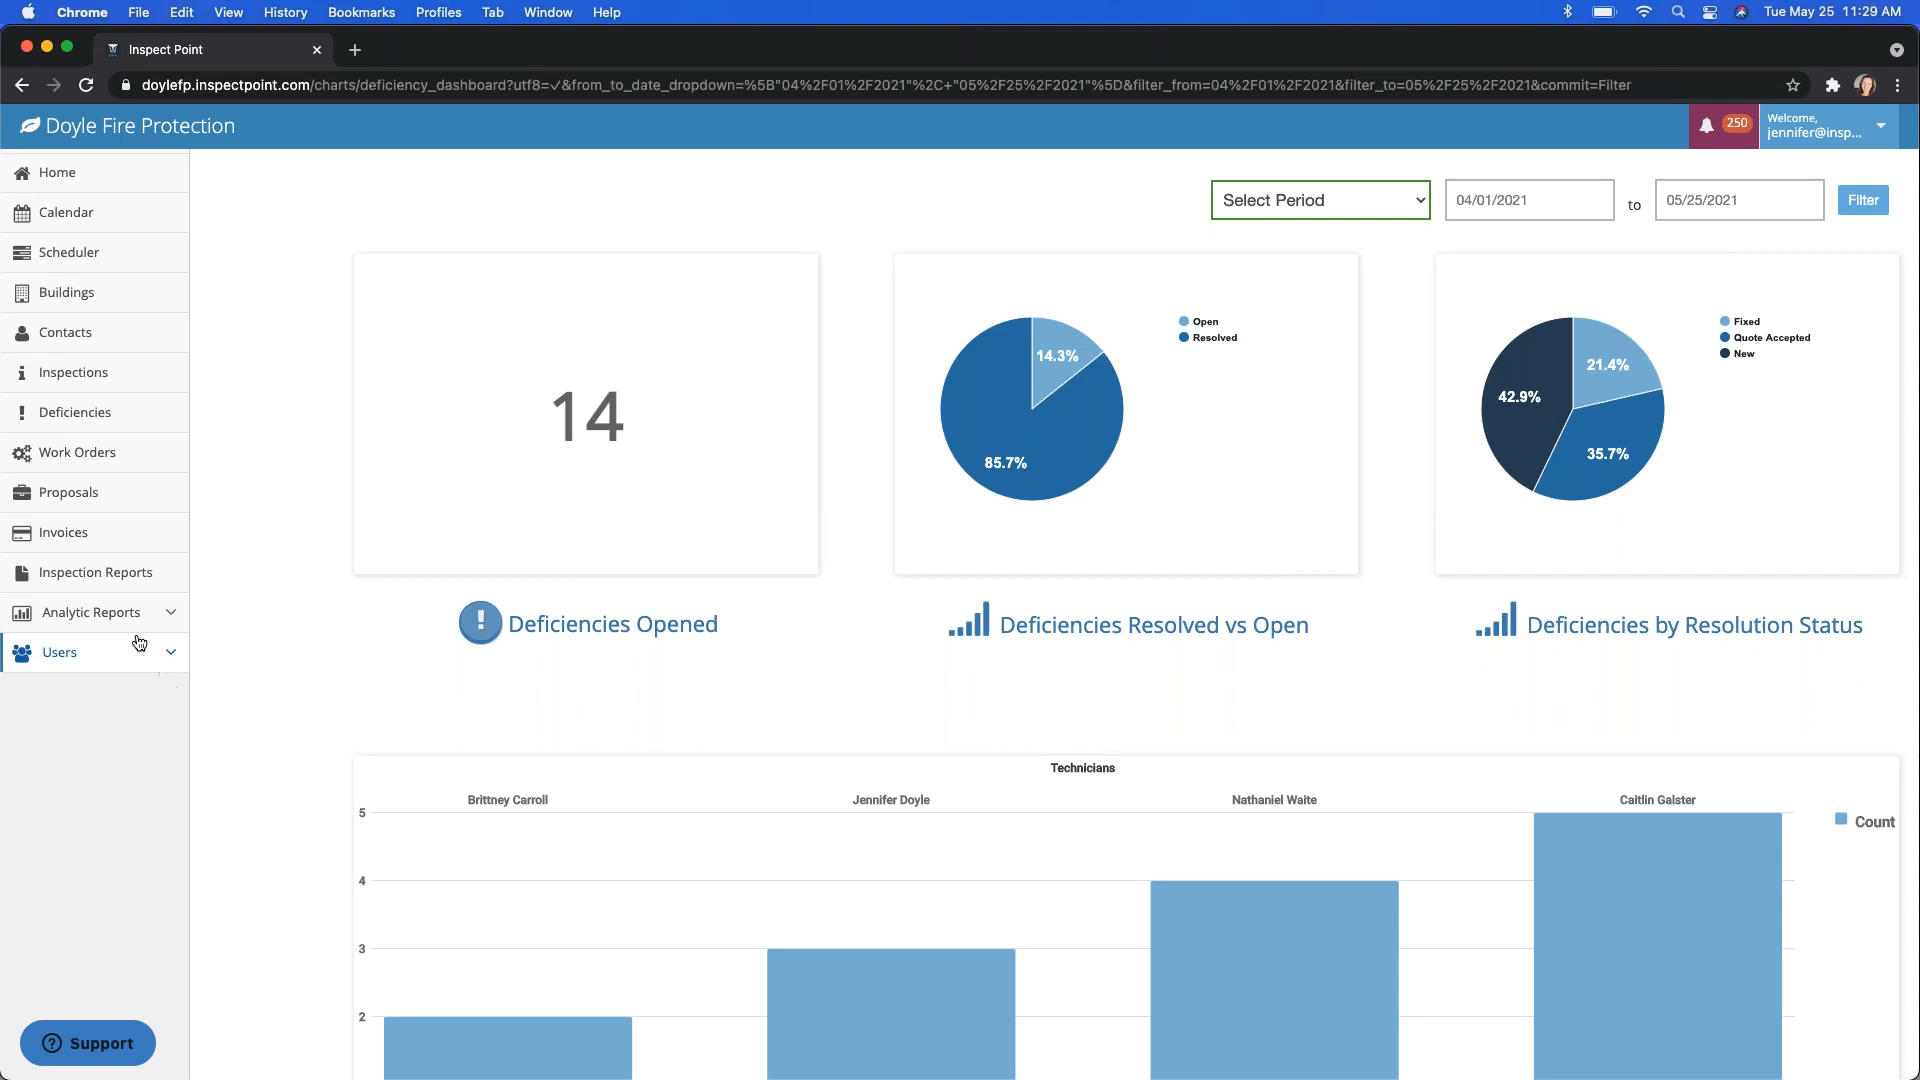 Chrome File Edit View History Bookmarks Profiles Tab Window Help Tue May 25 11:29 AM
Inspect Point
doylefp.inspectpoint.com/charts/deficiency_dashboard?utf8=✓&from_to_date_dropdown=%5B"04%2F01%2F2021"%2C+"05%2F25%2F2021"%5D&filter_from=04%2F01%2F2021&filter_to=05%2F25%2F2021&commit=Filter
Doyle Fire Protection
250
Welcome,
jennifer@insp...
Home
Calendar
Scheduler
Buildings
Contacts
Inspections
Deficiencies
Work Orders
Proposals
Invoices
Inspection Reports
Analytic Reports
Users
Support
Select Period 04/01/2021 to 05/25/2021 Filter
14
! Deficiencies Opened
14.3%
85.7%
Open
Resolved
Deficiencies Resolved vs Open
21.4%
42.9%
35.7%
Fixed
Quote Accepted
New
Deficiencies by Resolution Status
Technicians
Brittney Carroll Jennifer Doyle Nathaniel Waite Caitlin Galster
5
4
3
2
Count